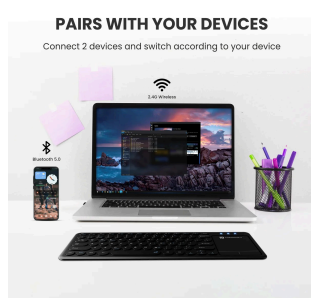 PAIRS WITH YOUR DEVICES
Connect 2 devices and switch according to your device
2.4G Wireless
Bluetooth 5.0